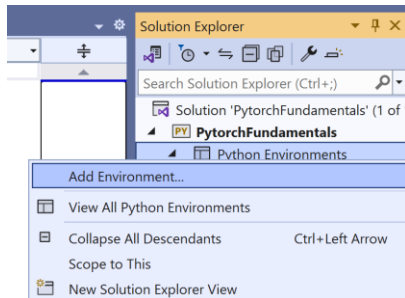 Solution Explorer
Search Solution Explorer (Ctrl+;)
Solution 'PytorchFundamentals' (1 of
PY PytorchFundamentals
Python Environments
Add Environment...
View All Python Environments
Collapse All Descendants Ctrl+Left Arrow
Scope to This
New Solution Explorer View